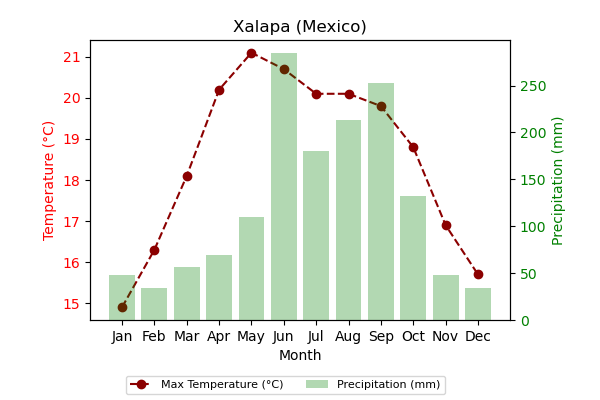 Xalapa (Mexico)
Temperature (°C)
21
20
19
18
17
16
15
250
200
150
100
50
0
Precipitation (mm)
Jan Feb Mar Apr May Jun Jul Aug Sep Oct Nov Dec
Month
Max Temperature (°C) Precipitation (mm)